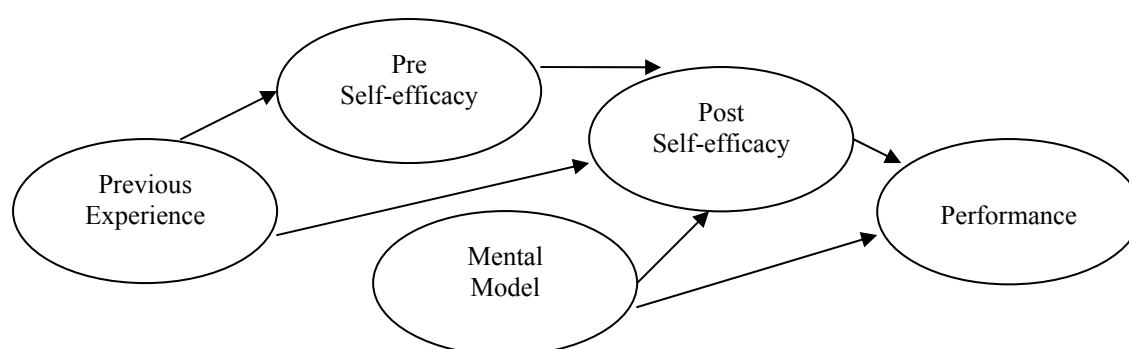 Pre
Self-efficacy
Post
Self-efficacy
Previous
Experience
Performance
Mental
Model